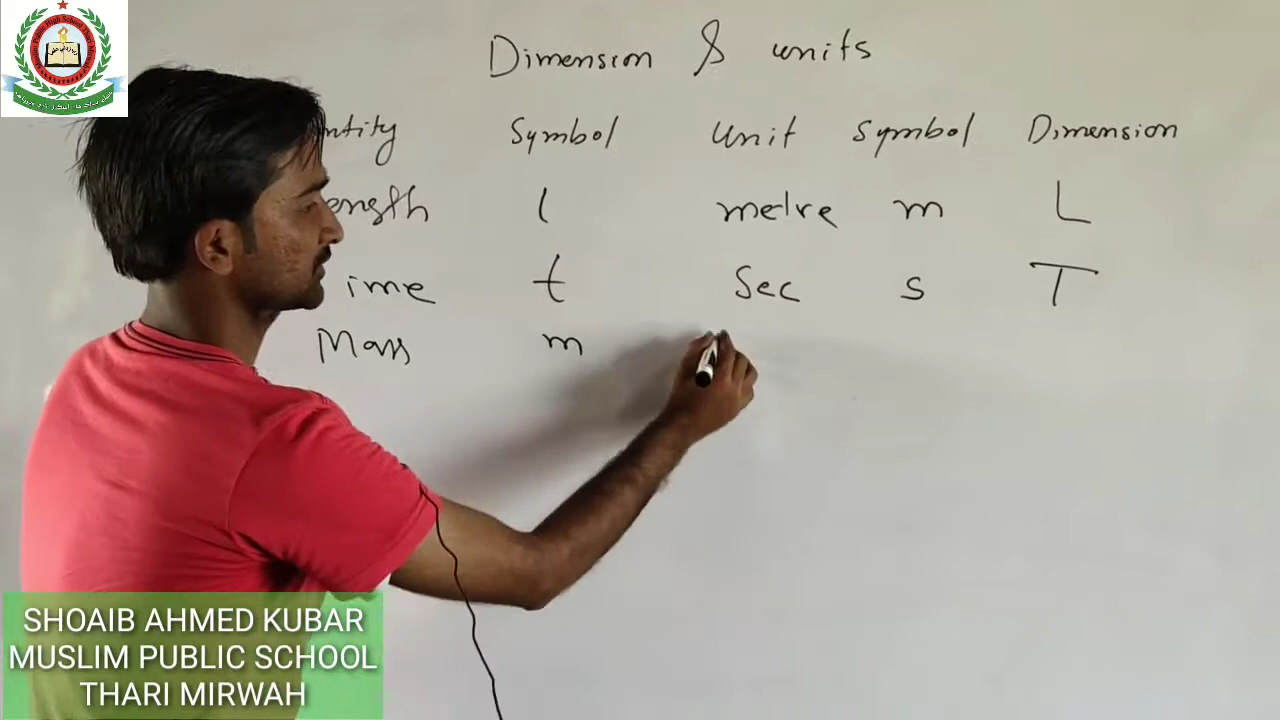 Dimension & units
ntity Symbol Unit Symbol Dimension
ength l metre m L
ime t Sec s T
Mass m
SHOAIB AHMED KUBAR
MUSLIM PUBLIC SCHOOL
THARI MIRWAH